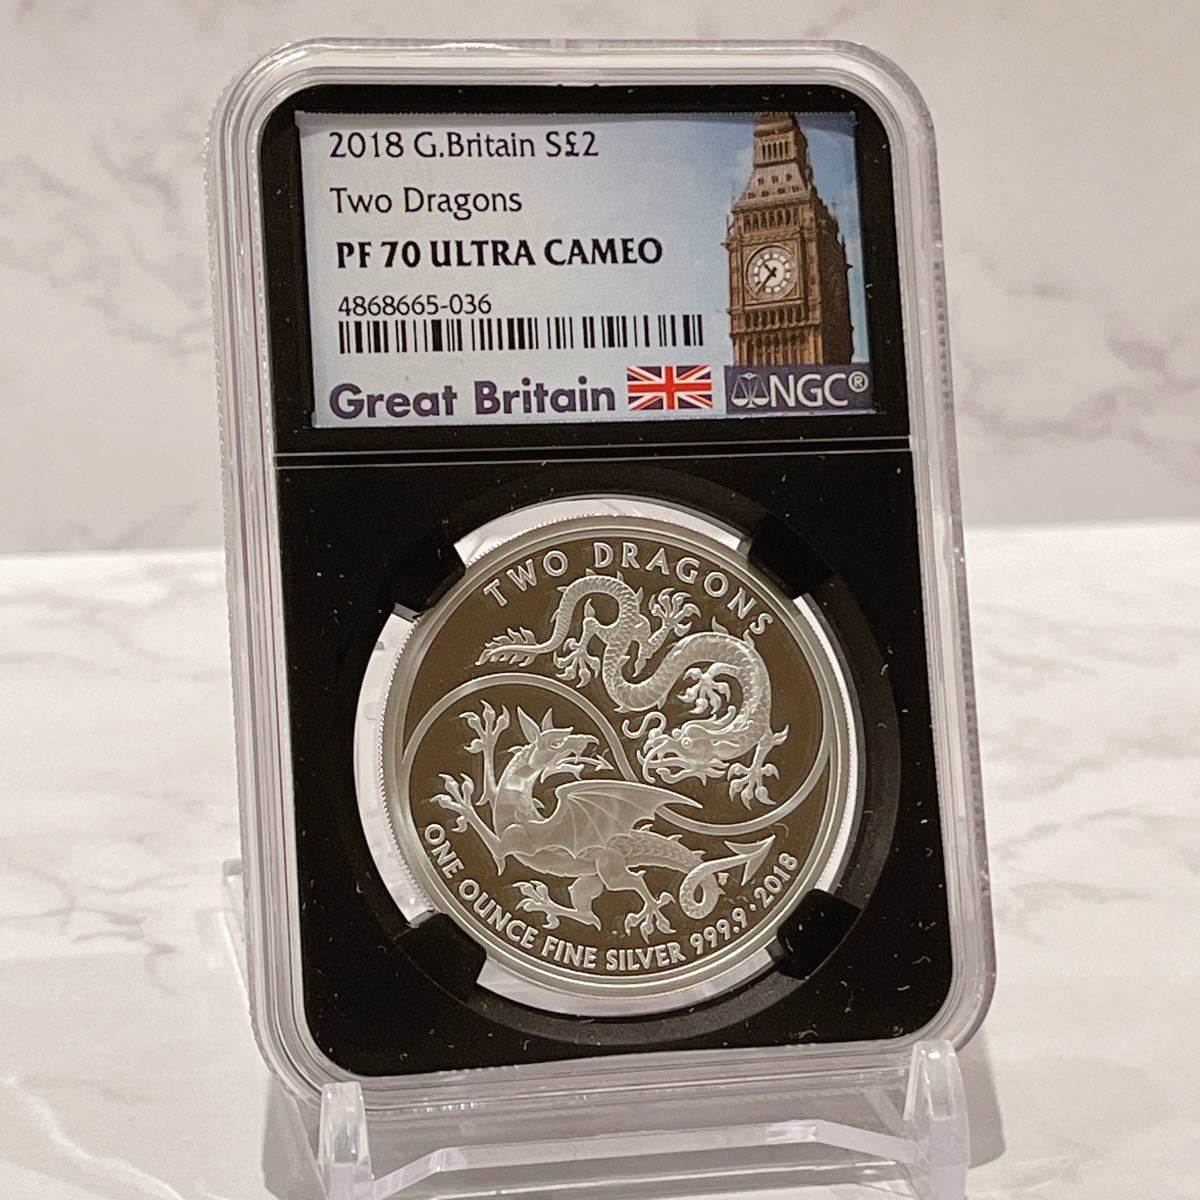 2018 G.Britain S£2
Two Dragons
PF 70 ULTRA CAMEO
4868665-036
Great Britain NGC®
TWO DRAGONS
ONE OUNCE FINE SILVER 999.9 · 2018